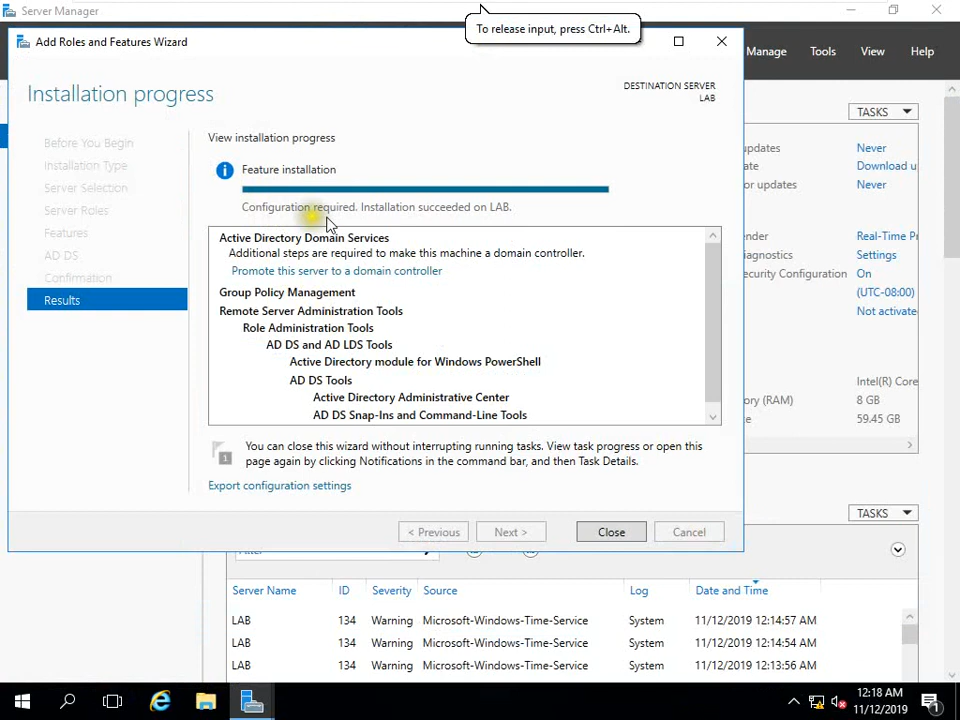 Server Manager
To release input, press Ctrl+Alt.
Add Roles and Features Wizard
Manage Tools View Help
Installation progress
DESTINATION SERVER
LAB
TASKS
Before You Begin
Installation Type
Server Selection
Server Roles
Features
AD DS
Confirmation
Results
View installation progress
Feature installation
Configuration required. Installation succeeded on LAB.
Active Directory Domain Services
Additional steps are required to make this machine a domain controller.
Promote this server to a domain controller
Group Policy Management
Remote Server Administration Tools
Role Administration Tools
AD DS and AD LDS Tools
Active Directory module for Windows PowerShell
AD DS Tools
Active Directory Administrative Center
AD DS Snap-Ins and Command-Line Tools
1
You can close this wizard without interrupting running tasks. View task progress or open this
page again by clicking Notifications in the command bar, and then Task Details.
Export configuration settings
< Previous Next > Close Cancel
updates Never
Download u
or updates Never
Real-Time Pr
Settings
ecurity Configuration On
(UTC-08:00)
Not activate
Intel(R) Core
(RAM) 8 GB
59.45 GB
TASKS
Server Name ID Severity Source Log Date and Time
LAB 134 Warning Microsoft-Windows-Time-Service System 11/12/2019 12:14:57 AM
LAB 134 Warning Microsoft-Windows-Time-Service System 11/12/2019 12:14:54 AM
LAB 134 Warning Microsoft-Windows-Time-Service System 11/12/2019 12:13:56 AM
12:18 AM
11/12/2019
1